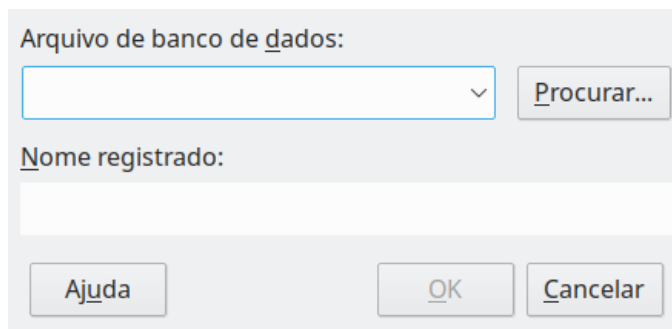 Arquivo de banco de dados:
Procurar...
Nome registrado:
Ajuda OK Cancelar